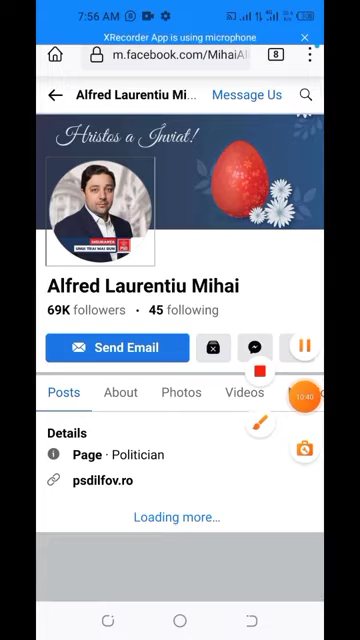 7:56 AM
XRecorder App is using microphone
m.facebook.com/MihaiAl
8
Alfred Laurentiu Mi... Message Us
Hristos a Înviat!
Alfred Laurentiu Mihai
69K followers • 45 following
Send Email
Posts About Photos Videos
10:40
Details
Page · Politician
psdilfov.ro
Loading more…